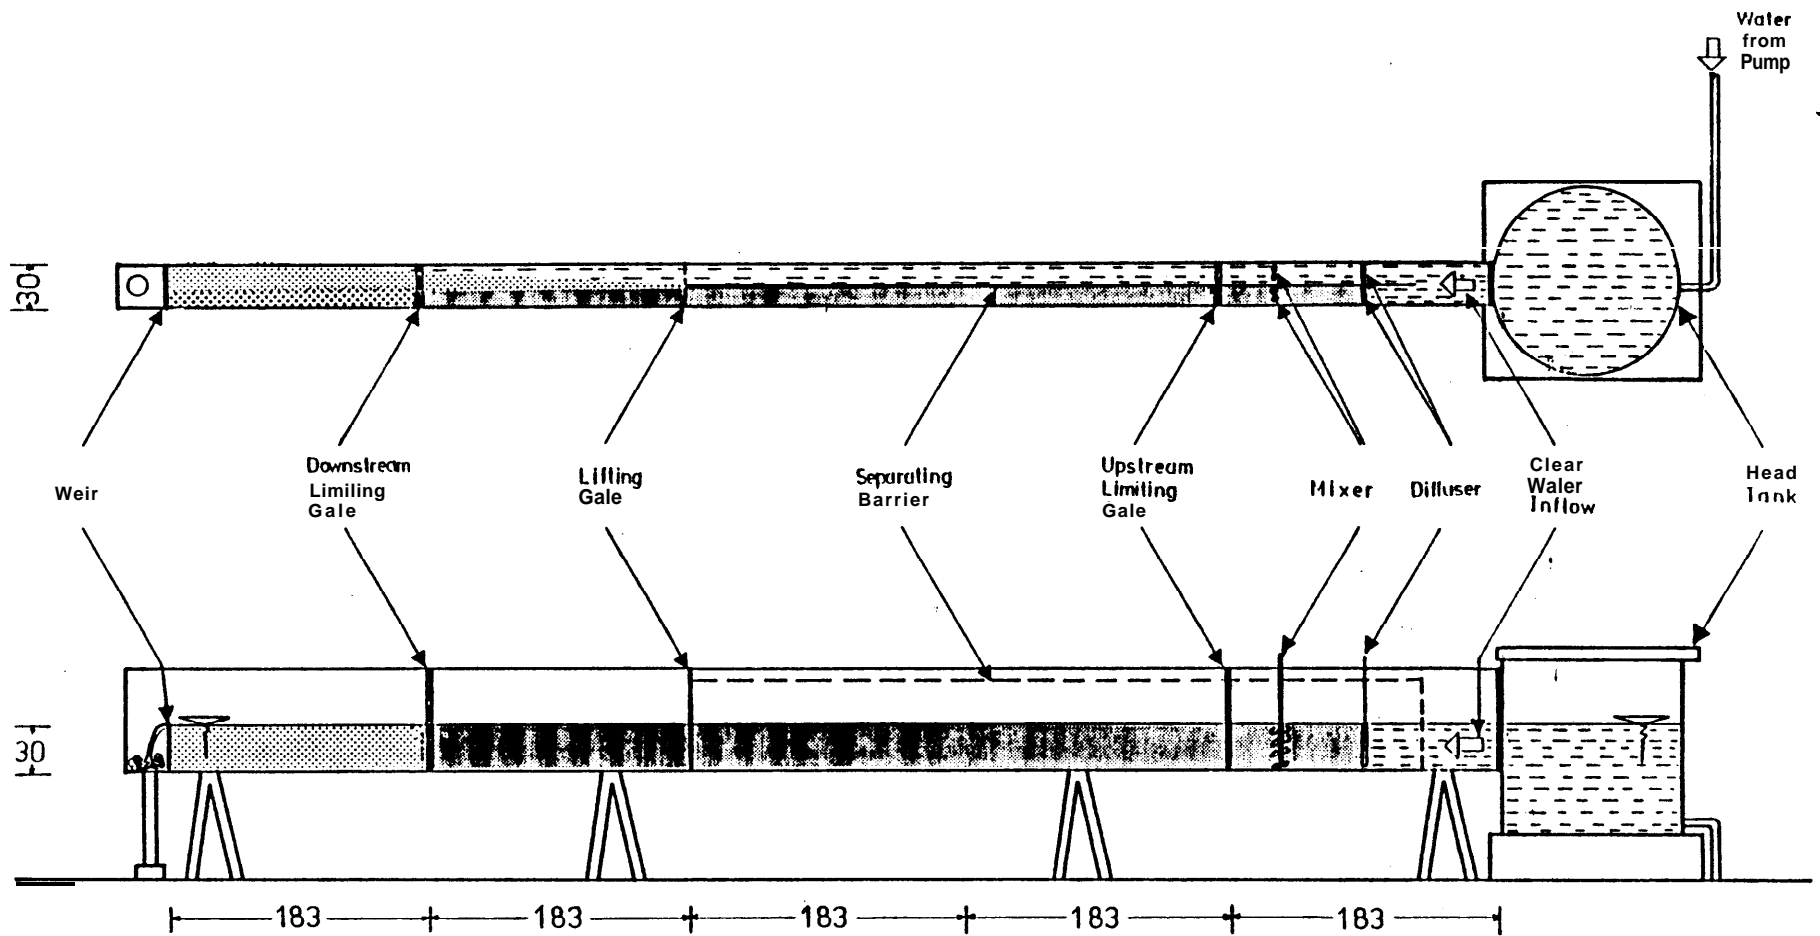 Water
from
Pump
30
Weir
Downstream
Limiling
Gale
Lifting
Gale
Separating
Barrier
Upstream
Limiting
Gale
Mixer
Diffuser
Clear
Waler
Inflow
Head
Tank
30
183
183
183
183
183